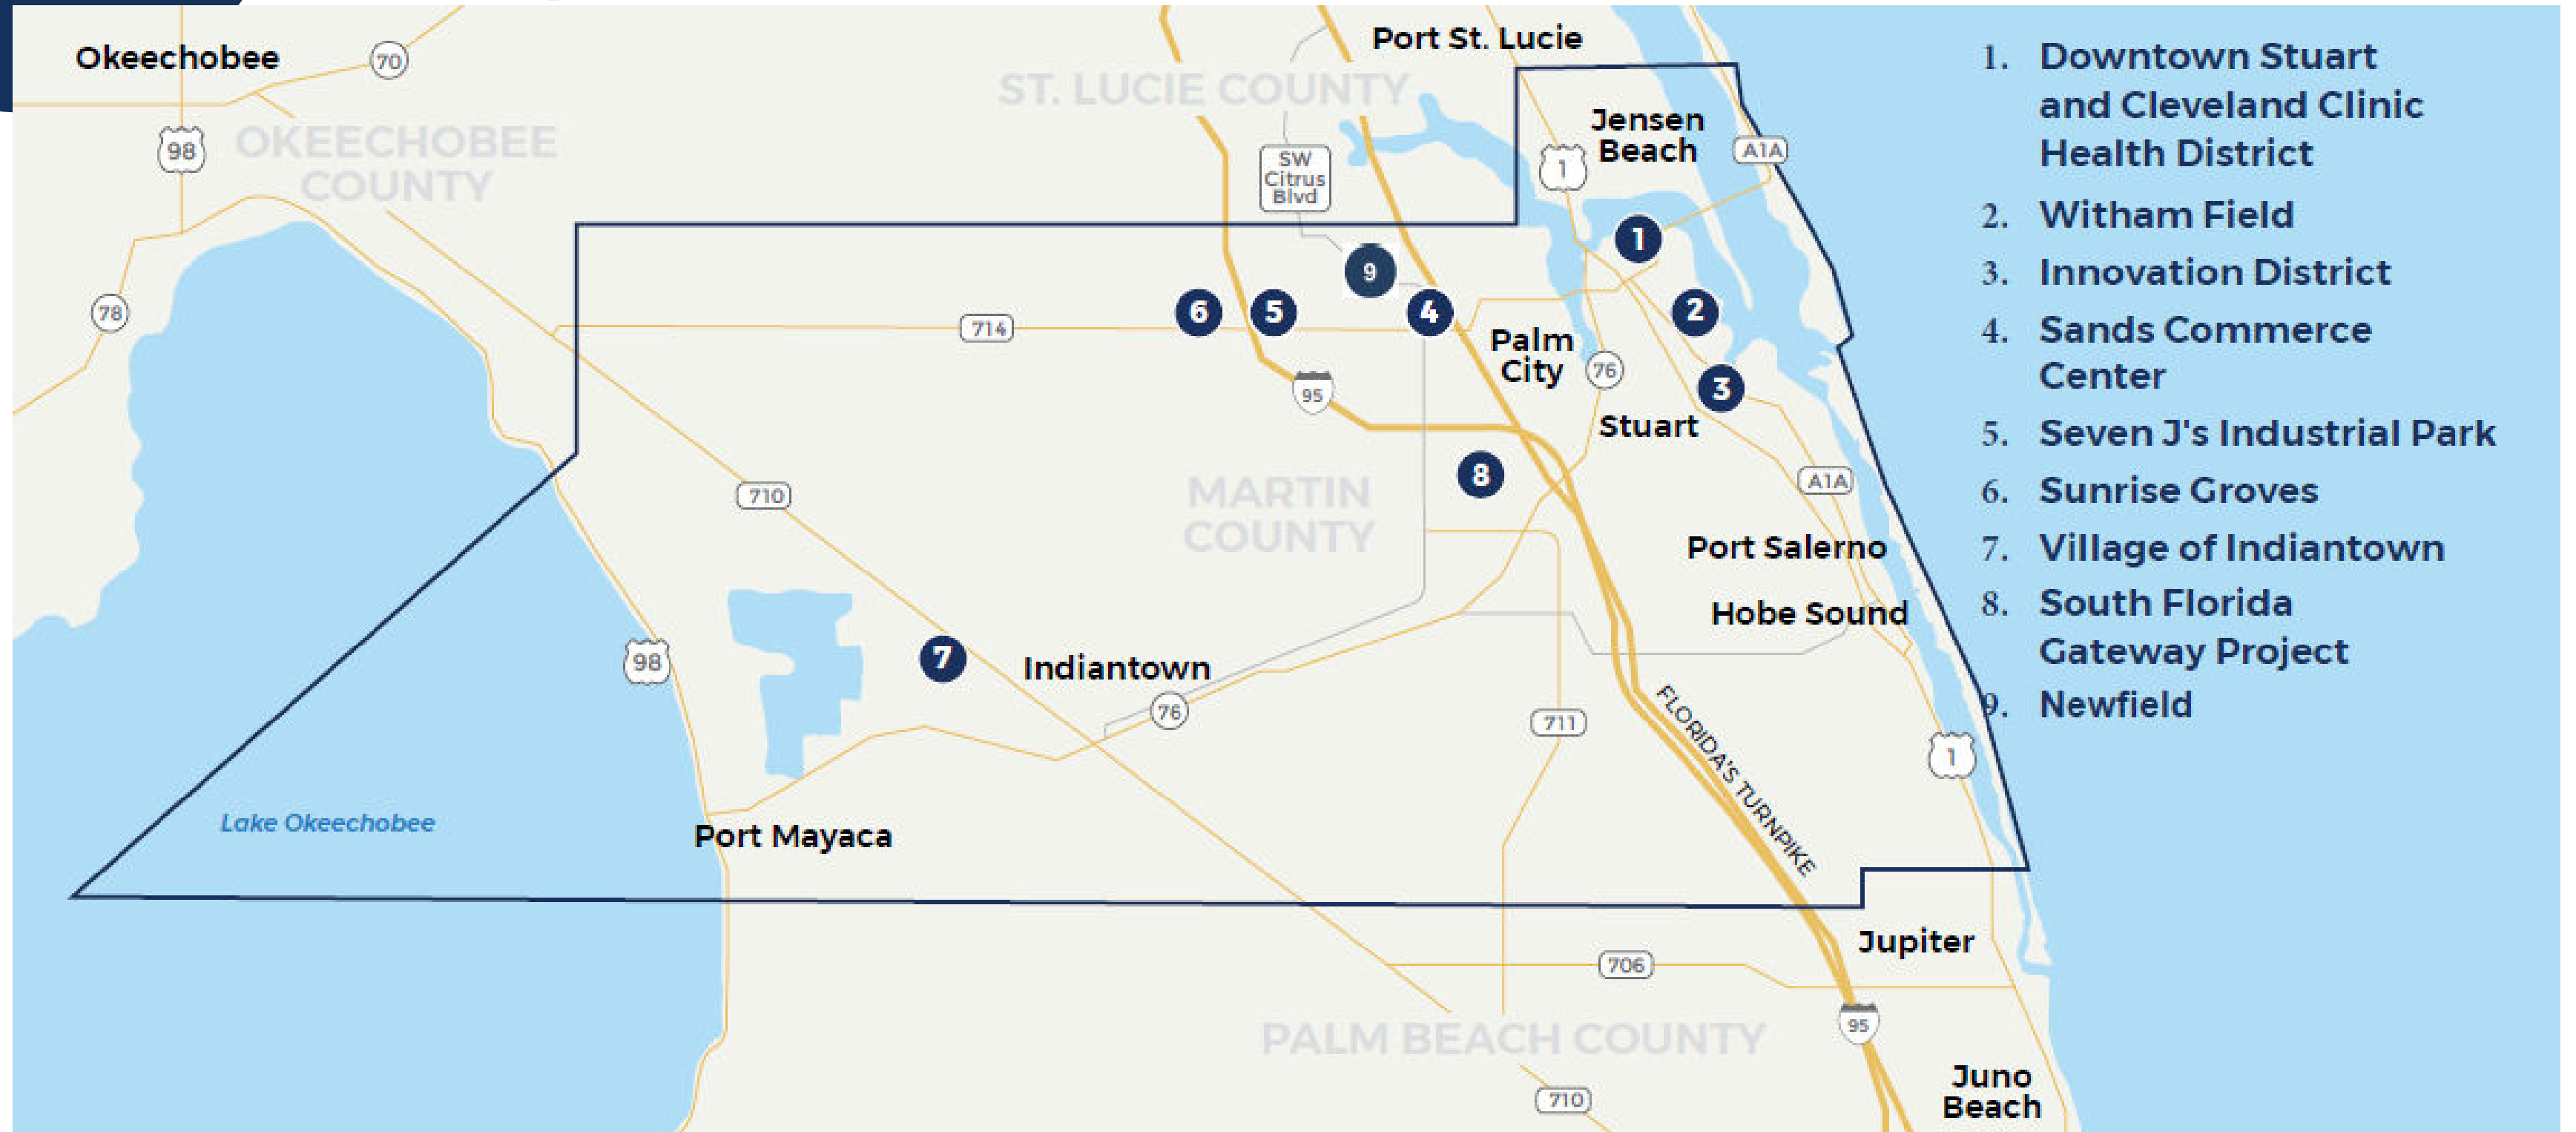 Okeechobee
70
98
OKEECHOBEE
COUNTY
78
ST. LUCIE COUNTY
Port St. Lucie
SW
Citrus
Blvd
1
Jensen
Beach
A1A
1
9
6
5
4
2
714
Palm
City
76
3
95
Stuart
8
A1A
710
MARTIN
COUNTY
Port Salerno
Hobe Sound
98
7
Indiantown
76
711
FLORIDA'S TURNPIKE
1
Lake Okeechobee
Port Mayaca
Jupiter
706
95
PALM BEACH COUNTY
710
Juno
Beach
1. Downtown Stuart
and Cleveland Clinic
Health District
2. Witham Field
3. Innovation District
4. Sands Commerce
Center
5. Seven J's Industrial Park
6. Sunrise Groves
7. Village of Indiantown
8. South Florida
Gateway Project
9. Newfield